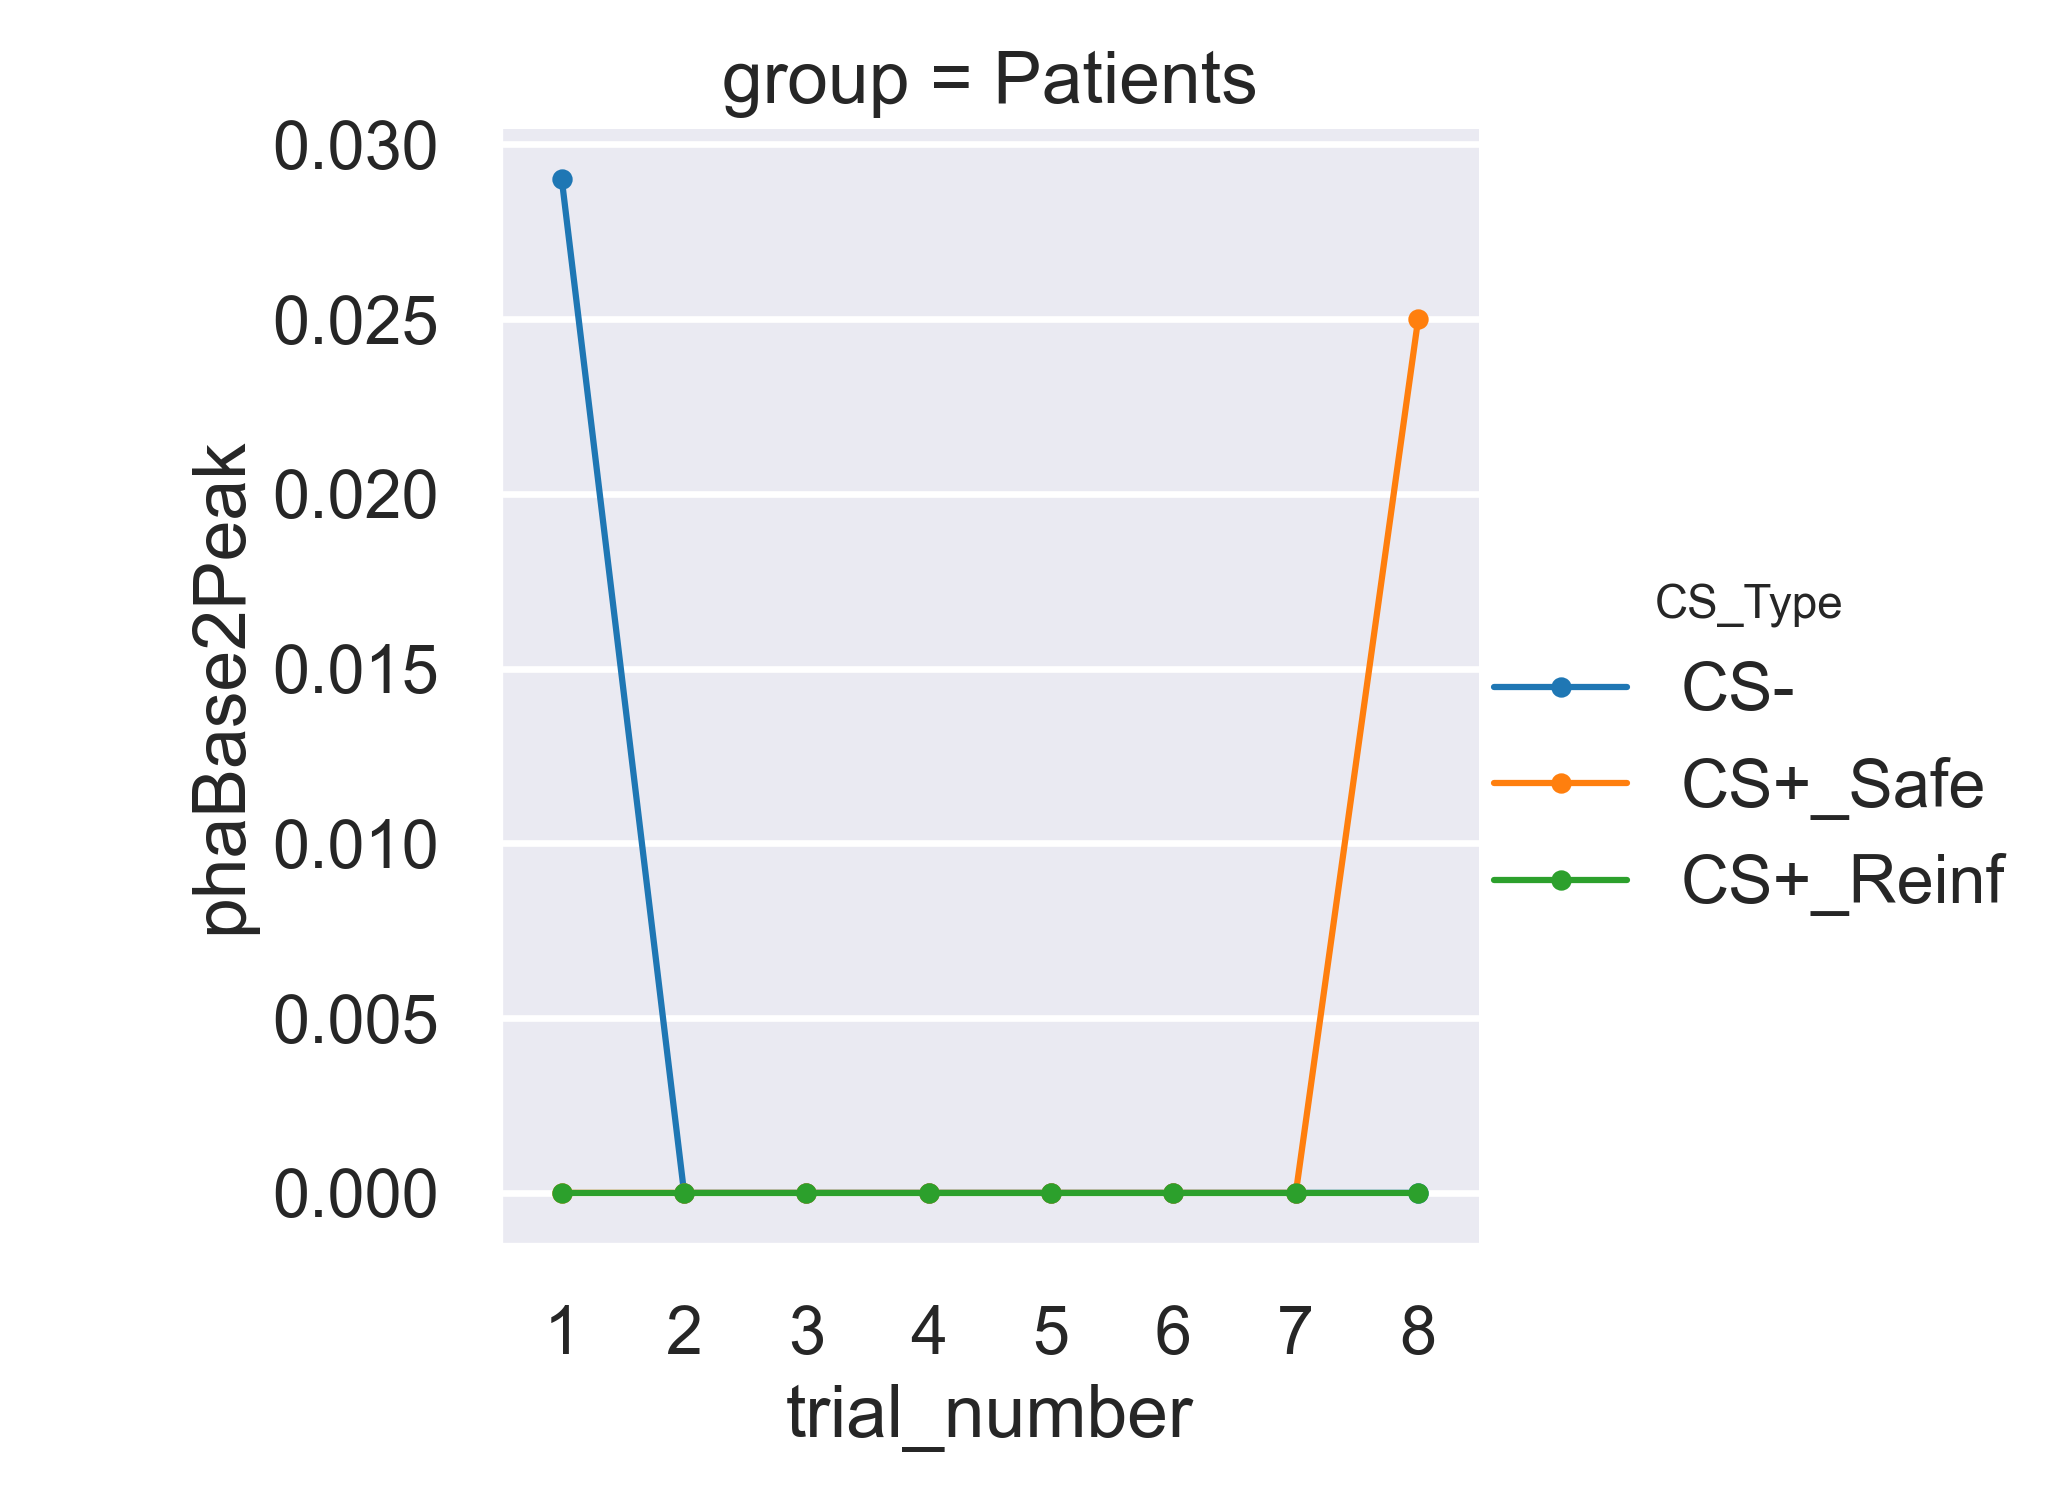 group = Patients
0.030
0.025
0.020
0.015
0.010
0.005
0.000
phaBase2Peak
1 2 3 4 5 6 7 8
trial_number
CS_Type
CS-
CS+_Safe
CS+_Reinf